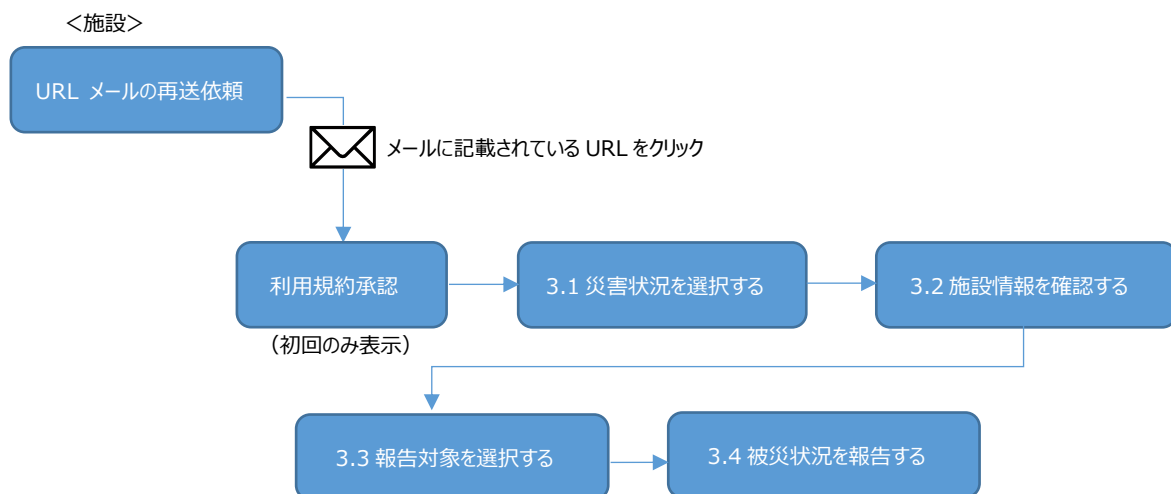 ＜施設＞
URL メールの再送依頼
メールに記載されている URL をクリック
利用規約承認
（初回のみ表示）
3.1 災害状況を選択する
3.2 施設情報を確認する
3.3 報告対象を選択する
3.4 被災状況を報告する